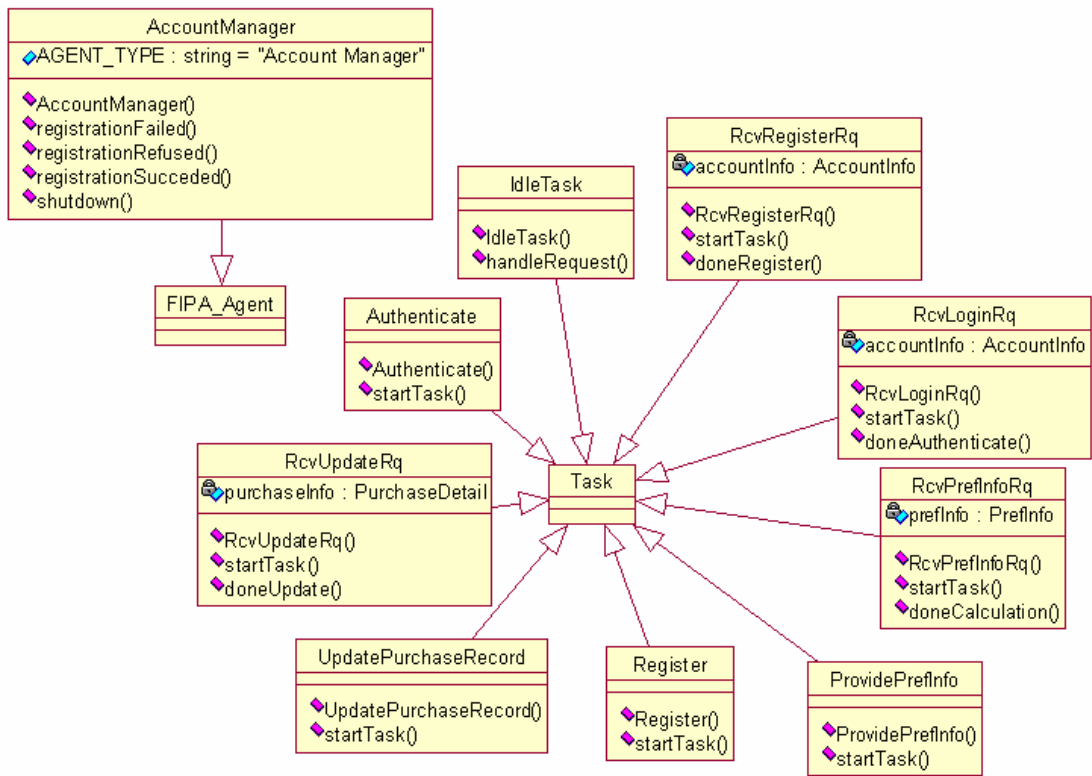 AccountManager
AGENT_TYPE : string = "Account Manager"
AccountManager()
registrationFailed()
registrationRefused()
registrationSucceded()
shutdown()
FIPA_Agent
IdleTask
IdleTask()
handleRequest()
RcvRegisterRq
accountInfo : AccountInfo
RcvRegisterRq()
startTask()
doneRegister()
Authenticate
Authenticate()
startTask()
RcvLoginRq
accountInfo : AccountInfo
RcvLoginRq()
startTask()
doneAuthenticate()
RcvUpdateRq
purchaseInfo : PurchaseDetail
RcvUpdateRq()
startTask()
doneUpdate()
Task
RcvPrefInfoRq
prefInfo : PrefInfo
RcvPrefInfoRq()
startTask()
doneCalculation()
UpdatePurchaseRecord
UpdatePurchaseRecord()
startTask()
Register
Register()
startTask()
ProvidePrefInfo
ProvidePrefInfo()
startTask()